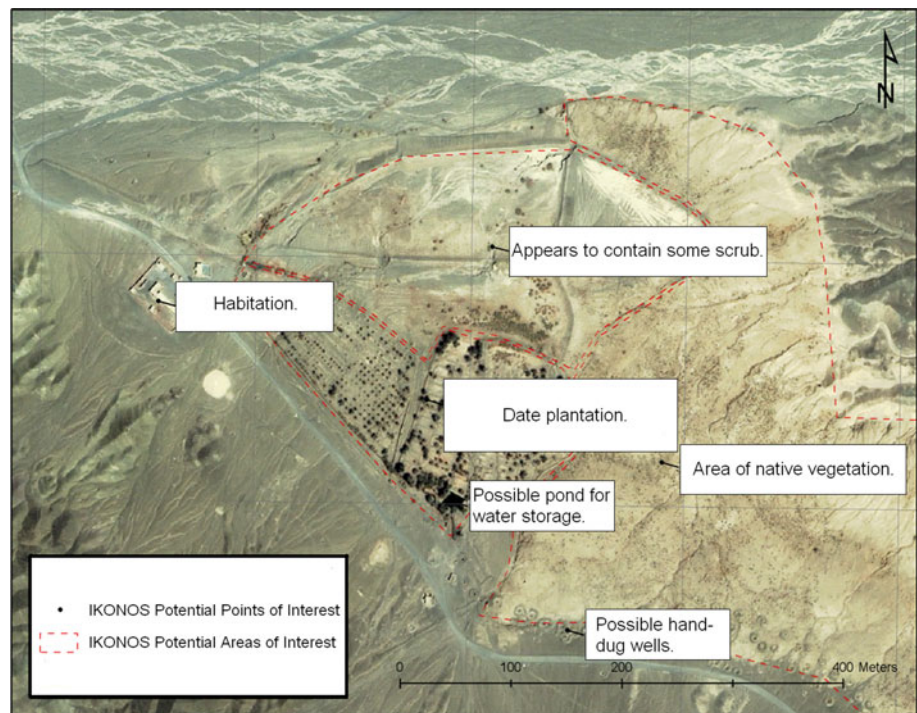 N
Appears to contain some scrub.
Habitation.
Date plantation.
Area of native vegetation.
Possible pond for
water storage.
Possible hand-
dug wells.
IKONOS Potential Points of Interest
IKONOS Potential Areas of Interest
0 100 200 400 Meters